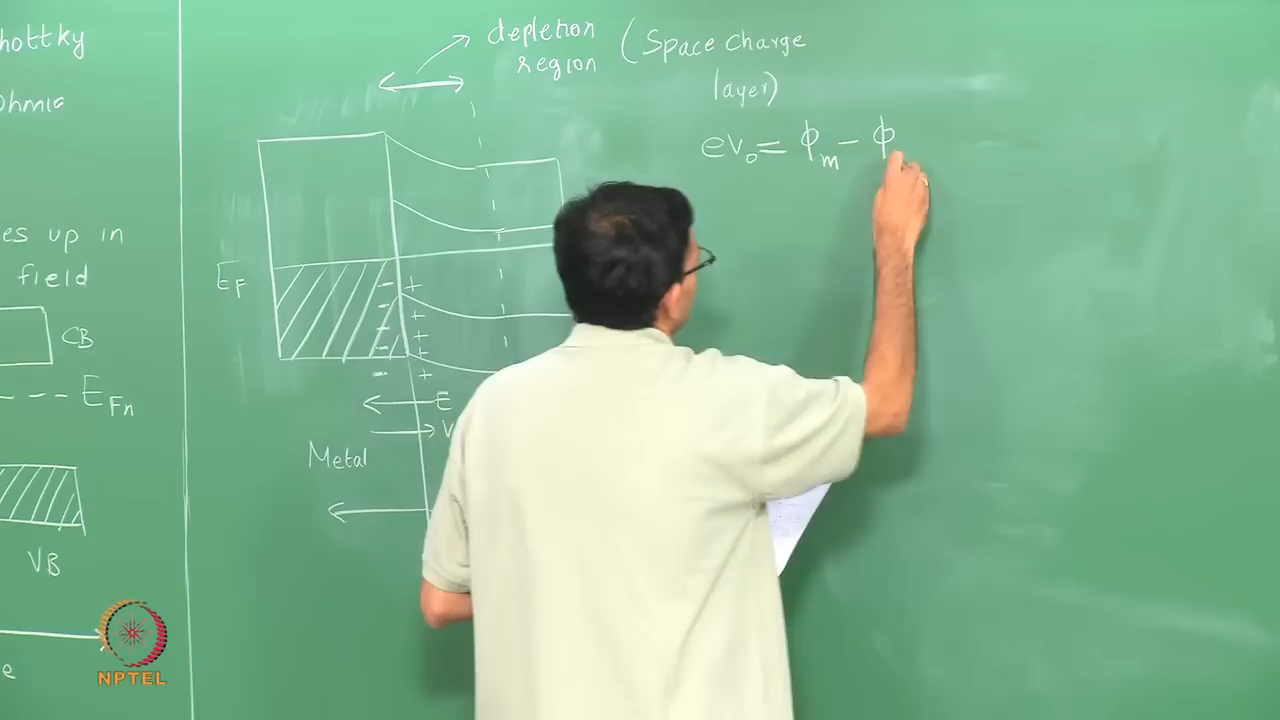 hottky
Ohmic
es up in
field
CB
E_Fn
VB
e
depletion
region
(Space charge
layer)
eV₀ = ϕ_m - ϕ
E_F
- +
- +
- +
- +
- +
E
V
Metal
NPTEL